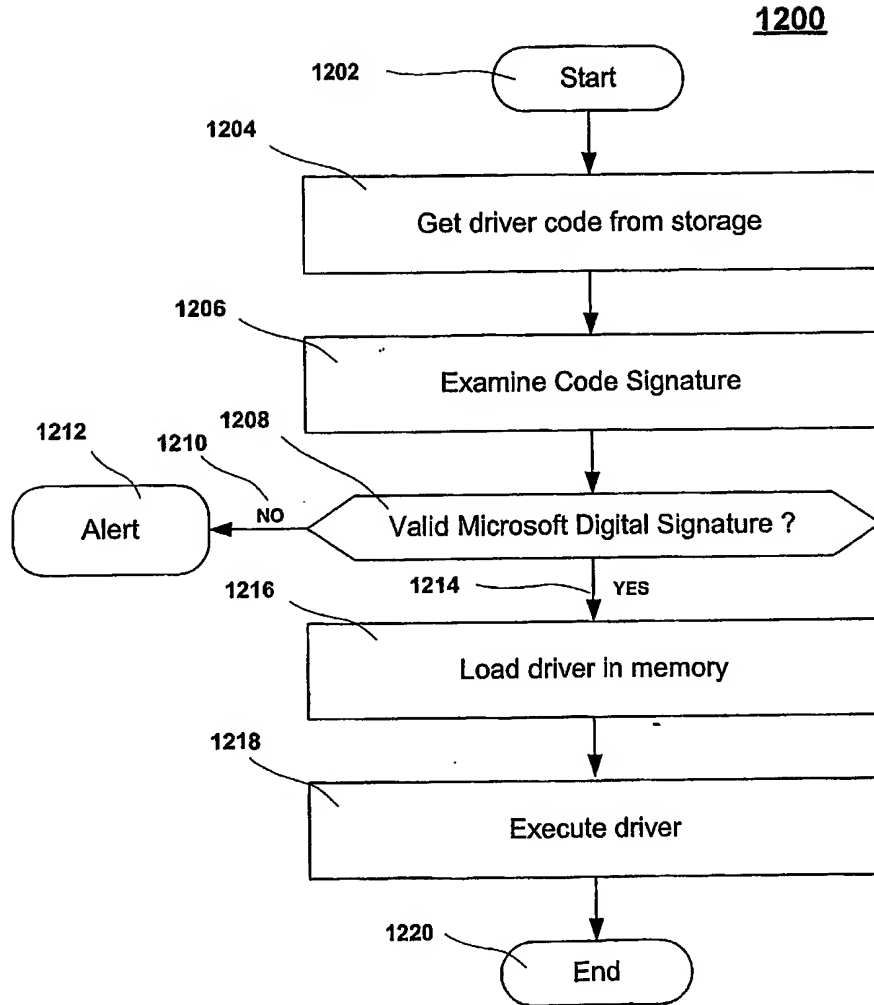 1200
1202
Start
1204
Get driver code from storage
1206
Examine Code Signature
1208
1210
1212
NO
Alert
Valid Microsoft Digital Signature ?
1214
YES
1216
Load driver in memory
1218
Execute driver
1220
End